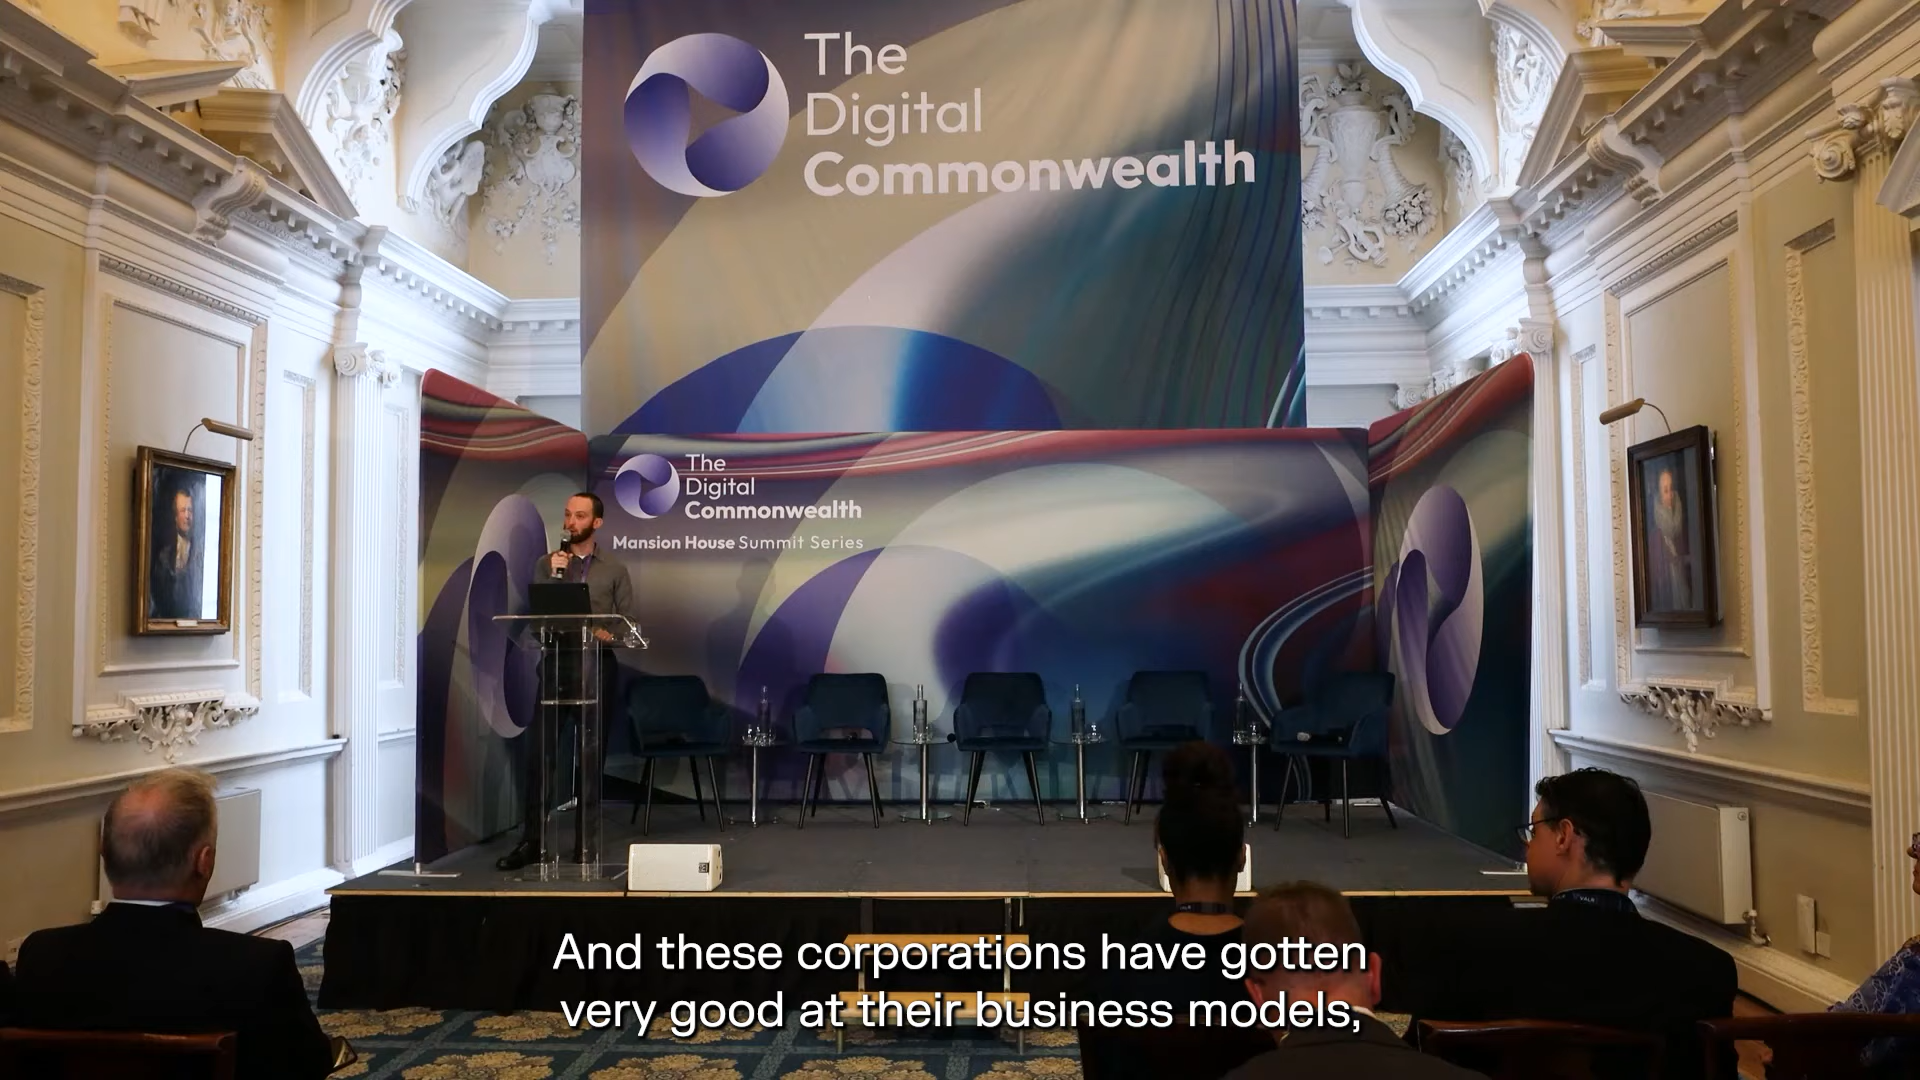 The
Digital
Commonwealth
The
Digital
Commonwealth
Mansion House Summit Series
And these corporations have gotten
very good at their business models,